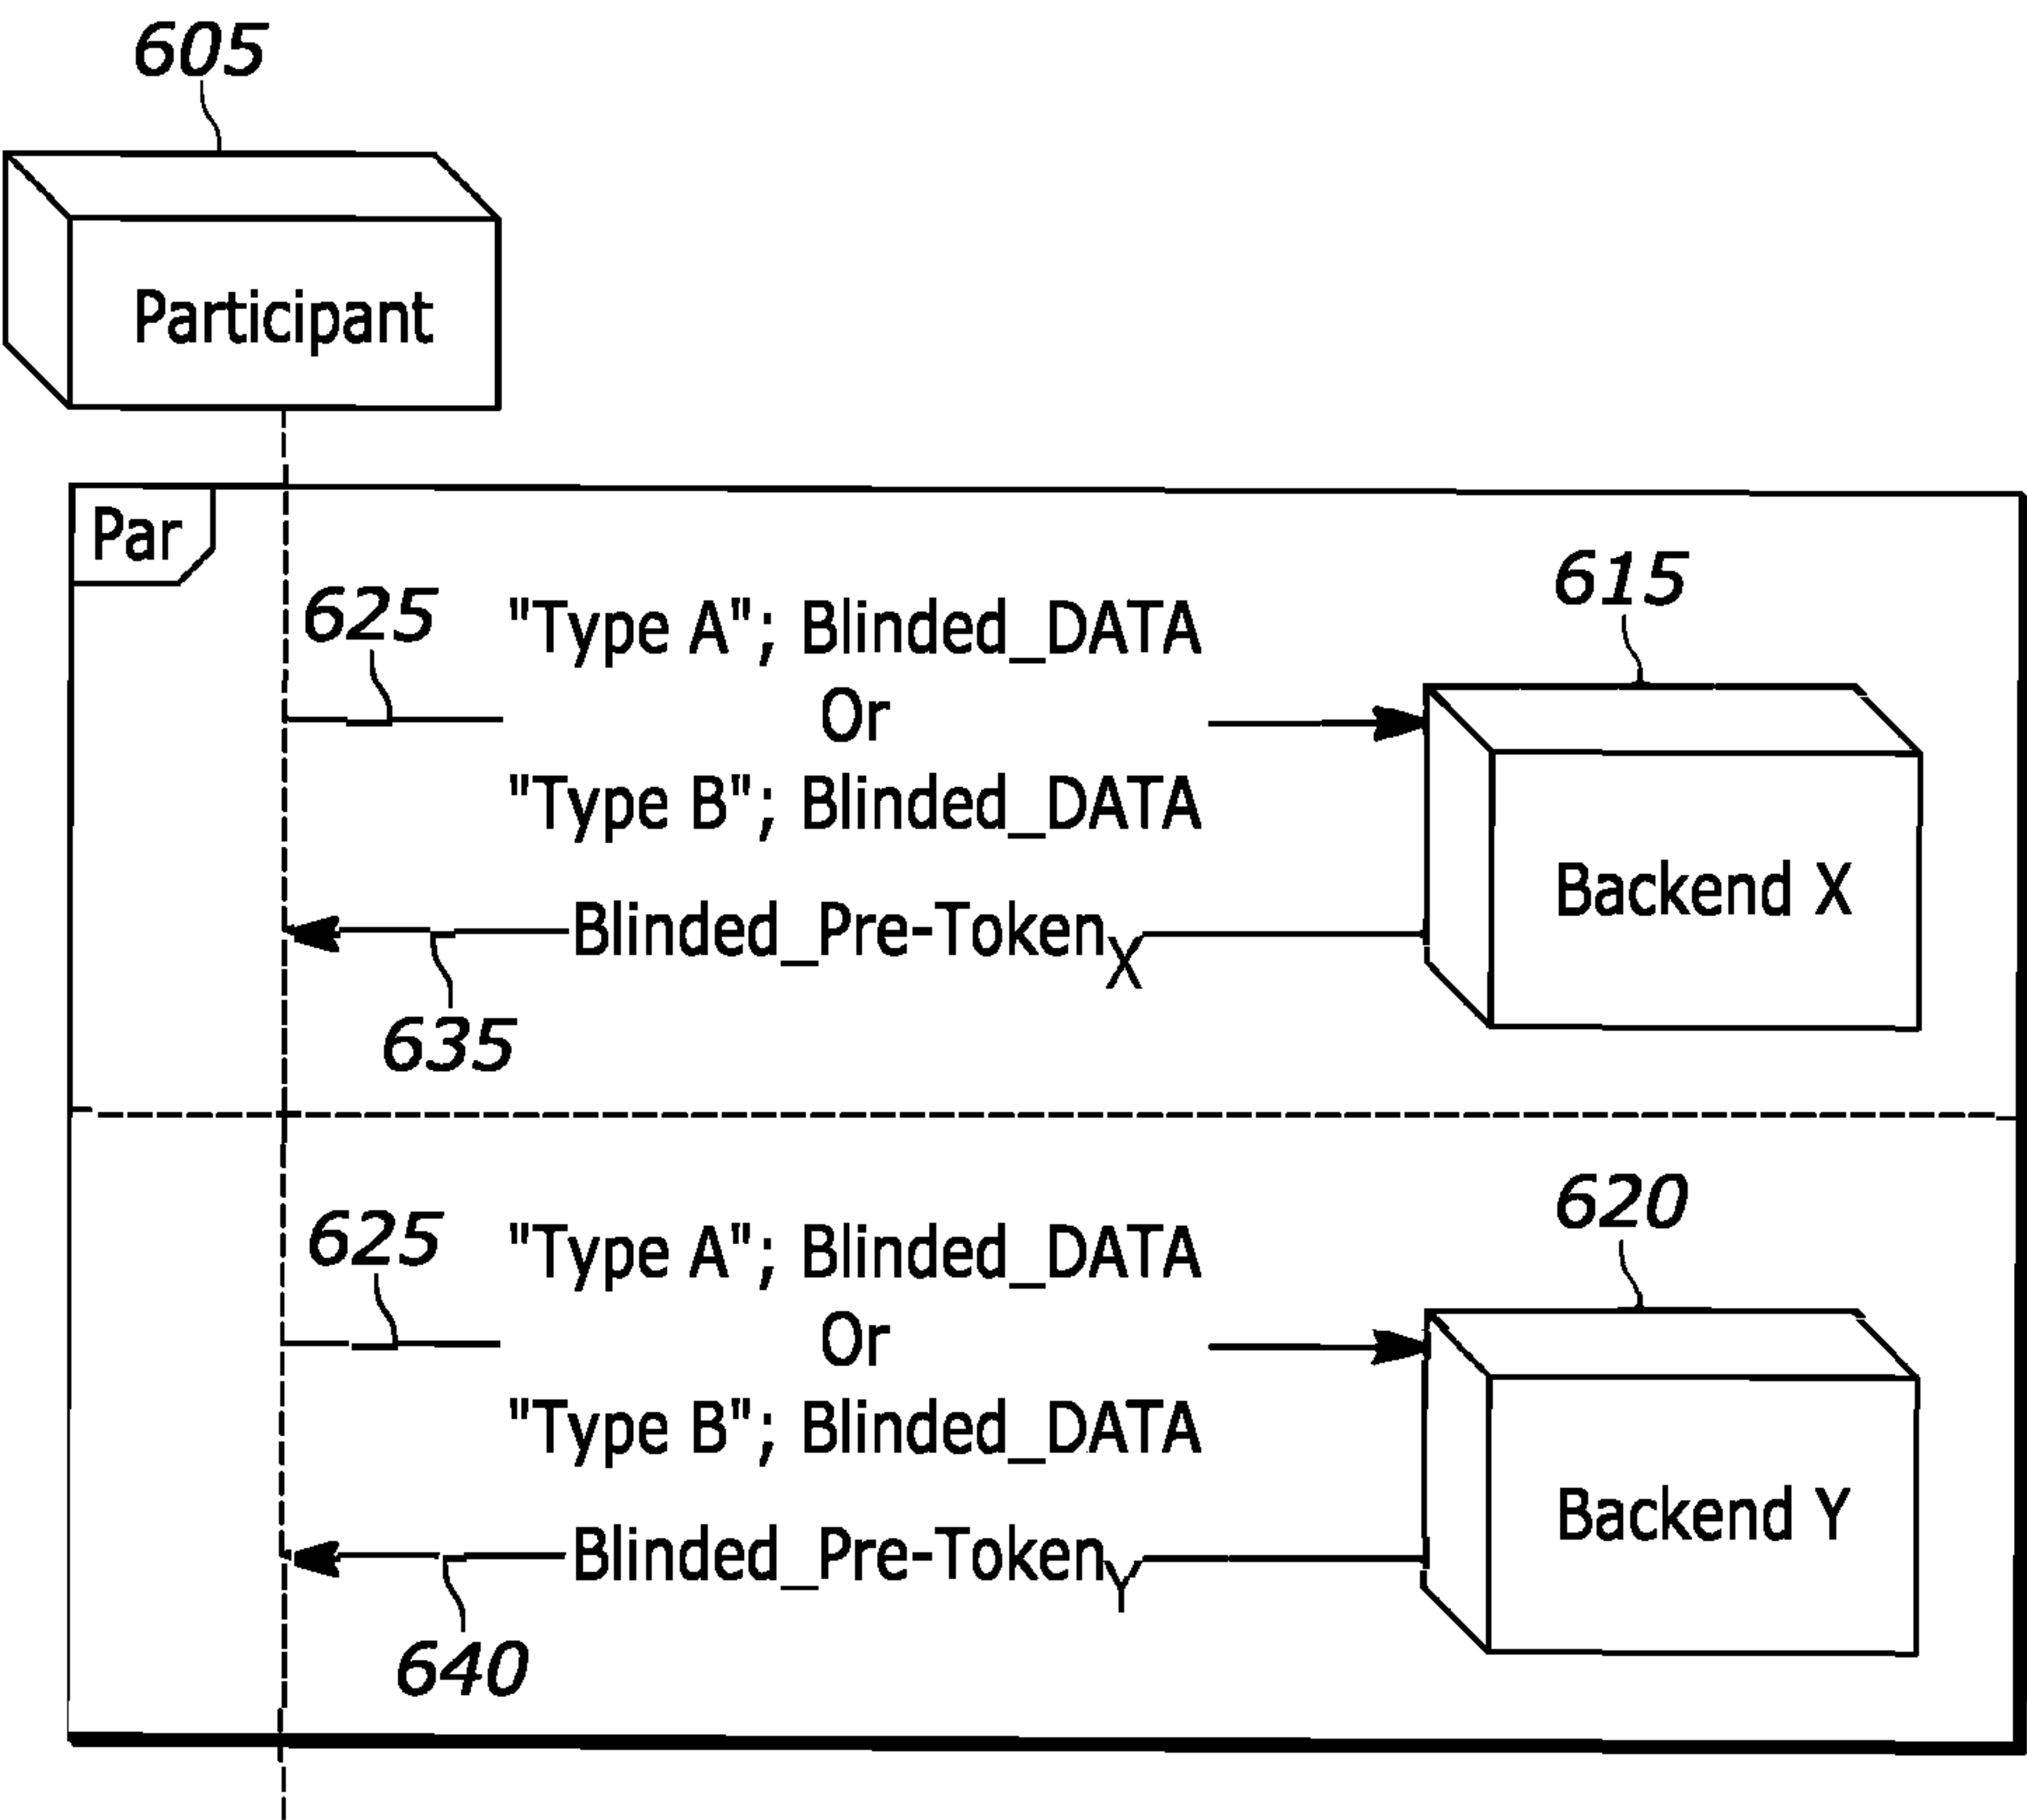 605
Participant
Par
625
"Type A"; Blinded_DATA
Or
"Type B"; Blinded_DATA
615
Backend X
Blinded_Pre-TokenX
635
625
"Type A"; Blinded_DATA
Or
"Type B"; Blinded_DATA
620
Backend Y
Blinded_Pre-TokenY
640